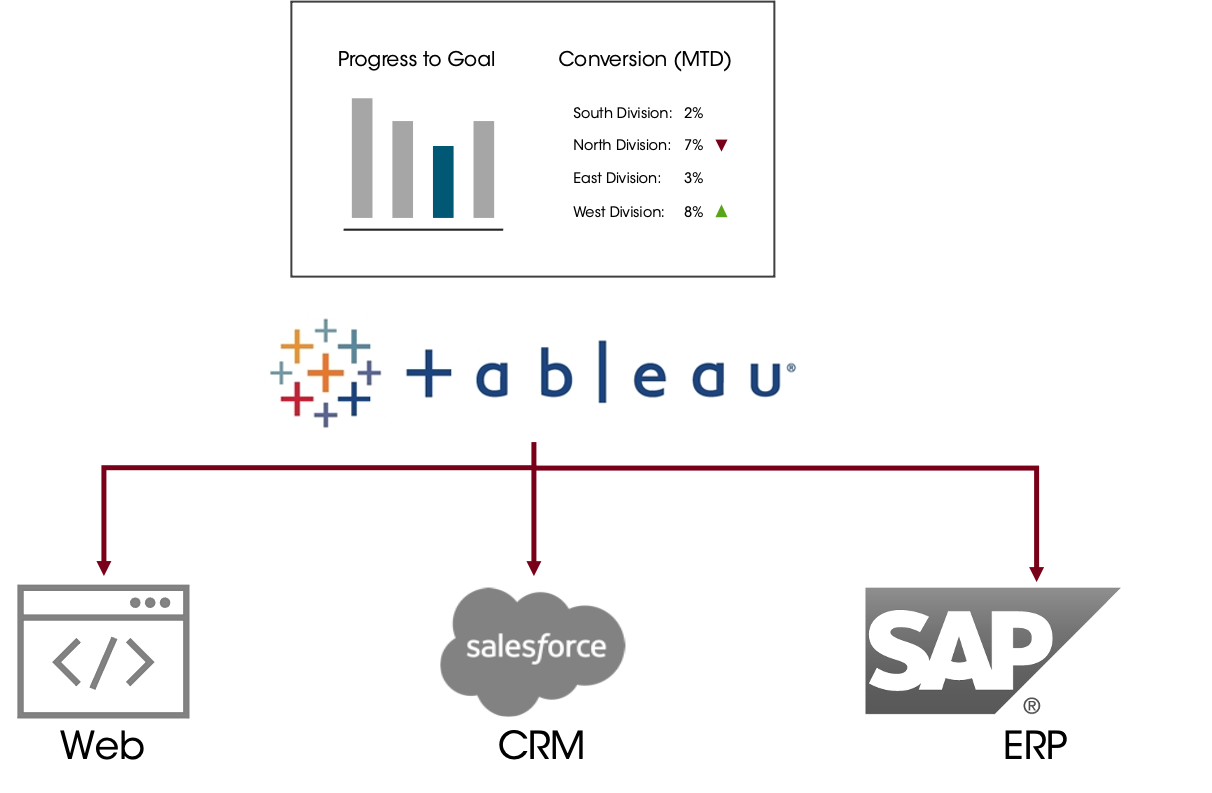 Progress to Goal
Conversion (MTD)
South Division: 2%
North Division: 7% ▼
East Division: 3%
West Division: 8% ▲
+ableau®
</>
salesforce
SAP®
Web
CRM
ERP